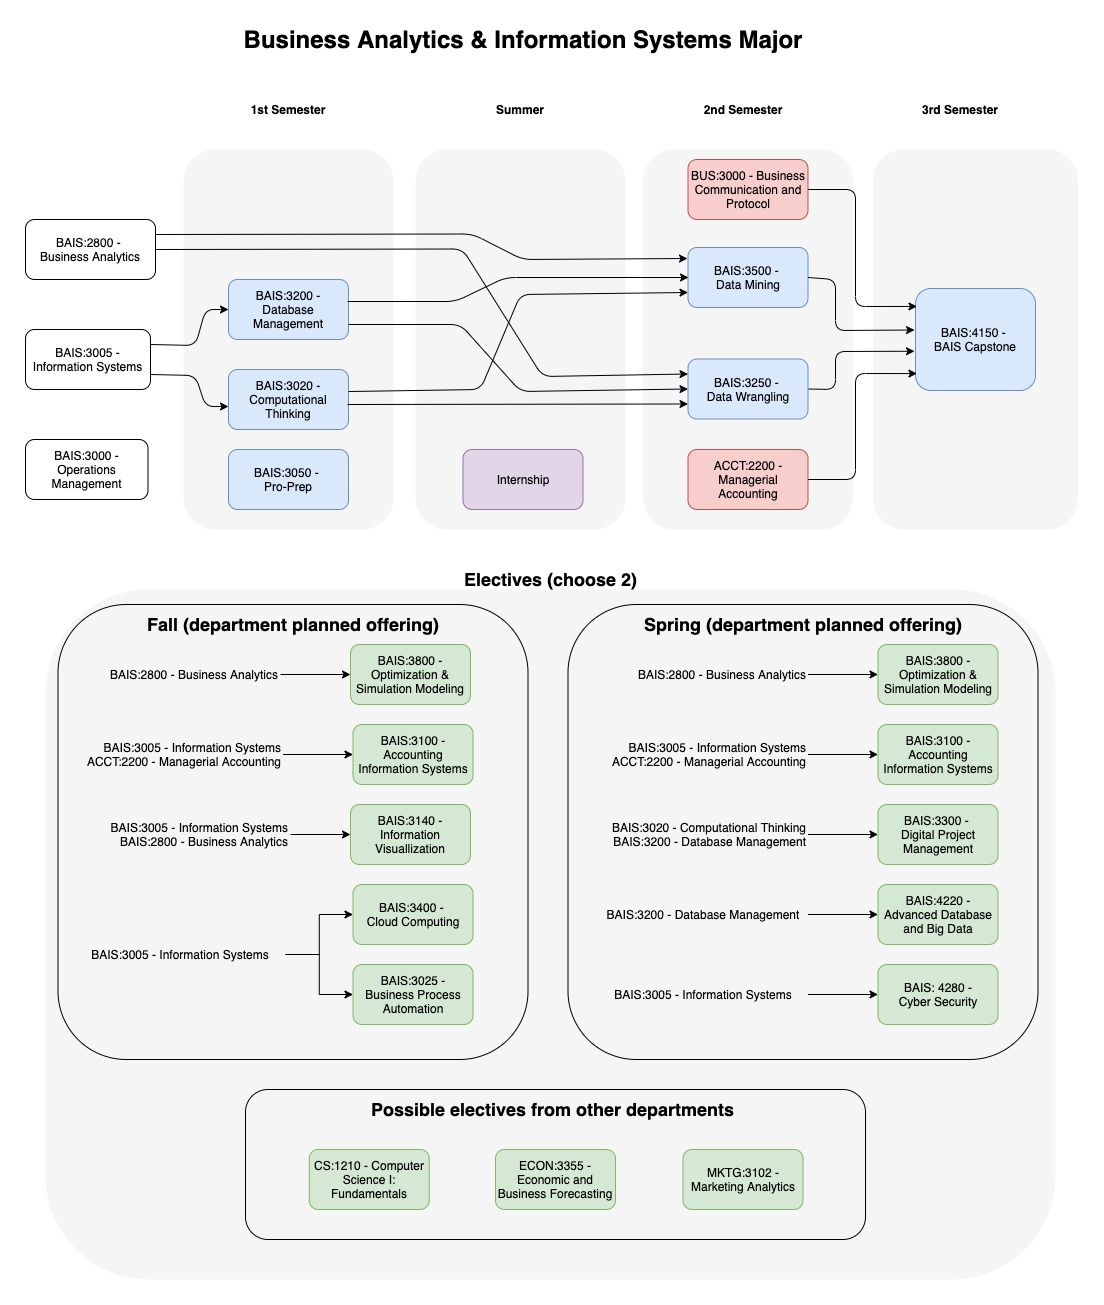 Business Analytics & Information Systems Major
1st Semester
Summer
2nd Semester
3rd Semester
BAIS:2800 -
Business Analytics
BAIS:3005 -
Information Systems
BAIS:3000 -
Operations
Management
BAIS:3200 -
Database
Management
BAIS:3020 -
Computational
Thinking
BAIS:3050 -
Pro-Prep
Internship
BUS:3000 - Business
Communication and
Protocol
BAIS:3500 -
Data Mining
BAIS:3250 -
Data Wrangling
ACCT:2200 -
Managerial
Accounting
BAIS:4150 -
BAIS Capstone
Electives (choose 2)
Fall (department planned offering)
BAIS:2800 - Business Analytics
BAIS:3800 -
Optimization &
Simulation Modeling
BAIS:3005 - Information Systems
ACCT:2200 - Managerial Accounting
BAIS:3100 -
Accounting
Information Systems
BAIS:3005 - Information Systems
BAIS:2800 - Business Analytics
BAIS:3140 -
Information
Visuallization
BAIS:3005 - Information Systems
BAIS:3400 -
Cloud Computing
BAIS:3025 -
Business Process
Automation
Spring (department planned offering)
BAIS:2800 - Business Analytics
BAIS:3800 -
Optimization &
Simulation Modeling
BAIS:3005 - Information Systems
ACCT:2200 - Managerial Accounting
BAIS:3100 -
Accounting
Information Systems
BAIS:3020 - Computational Thinking
BAIS:3200 - Database Management
BAIS:3300 -
Digital Project
Management
BAIS:3200 - Database Management
BAIS:4220 -
Advanced Database
and Big Data
BAIS:3005 - Information Systems
BAIS: 4280 -
Cyber Security
Possible electives from other departments
CS:1210 - Computer
Science I:
Fundamentals
ECON:3355 -
Economic and
Business Forecasting
MKTG:3102 -
Marketing Analytics